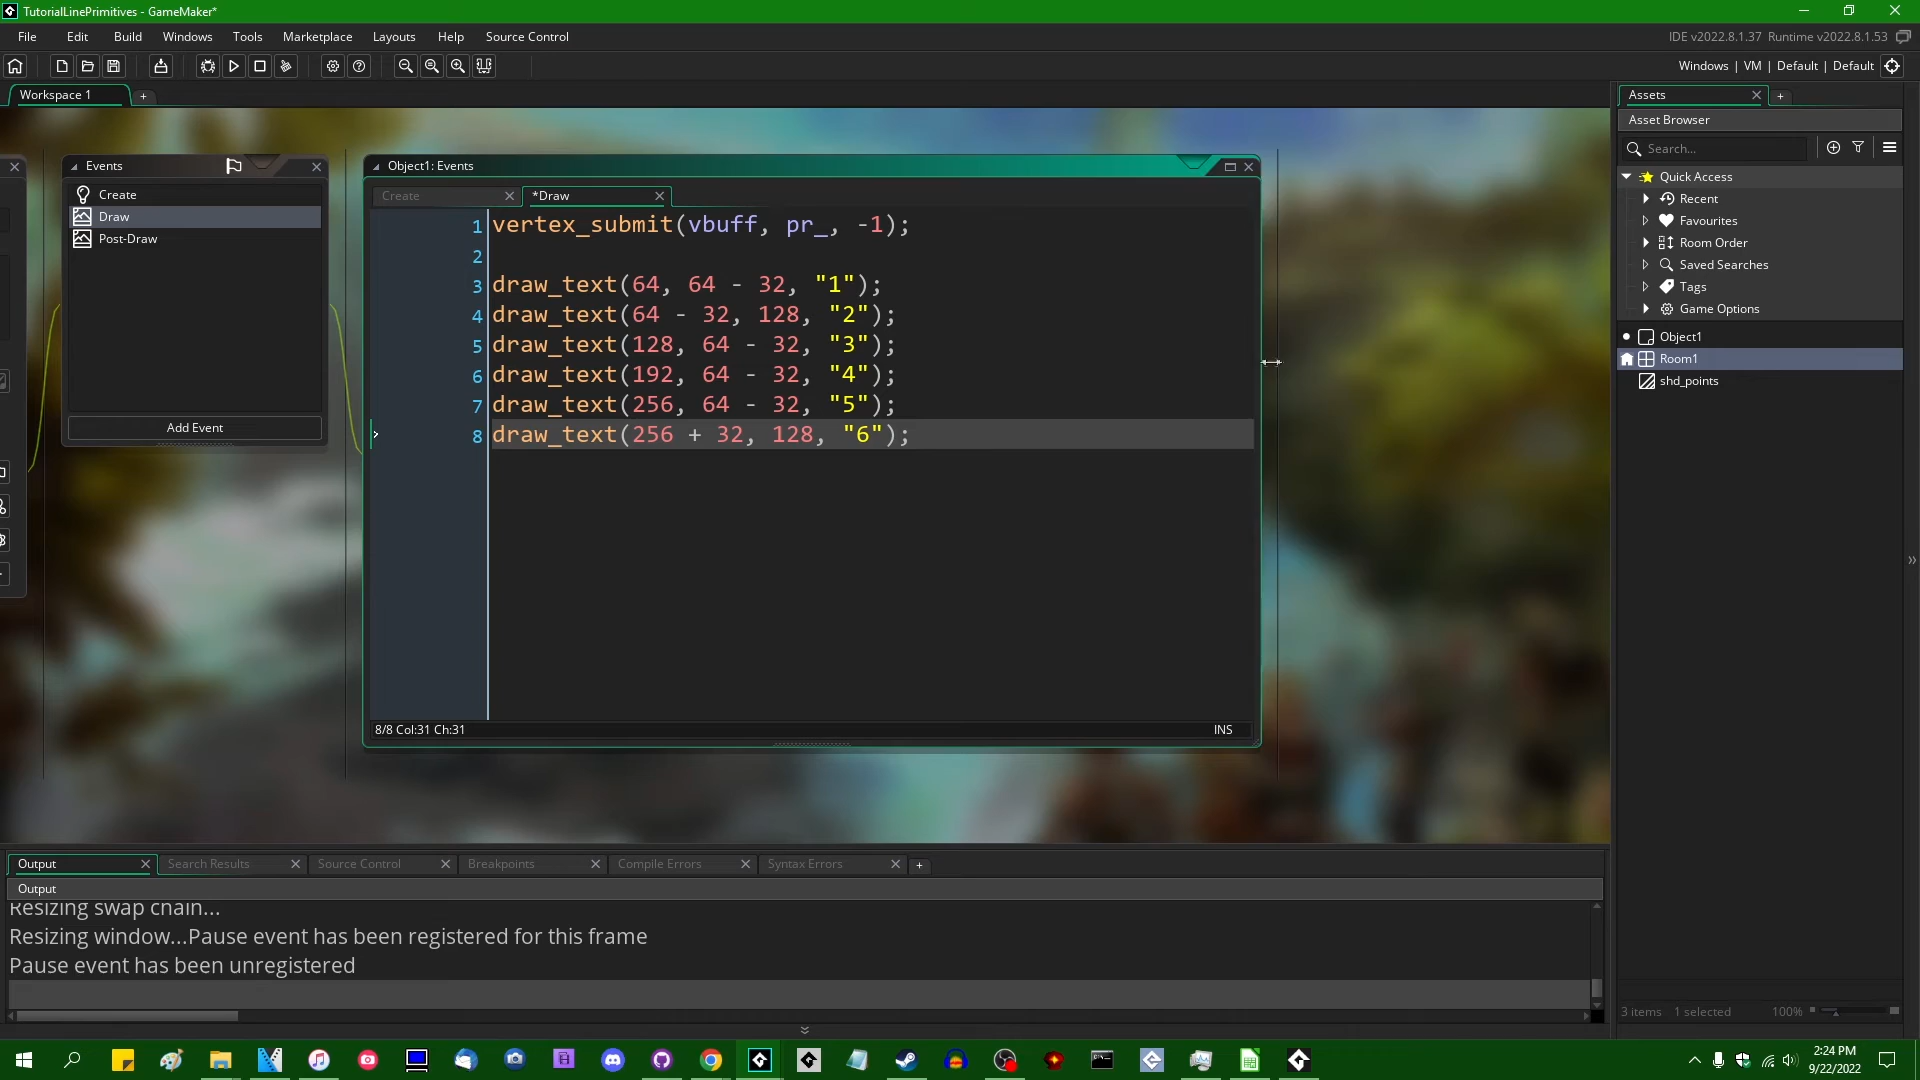 TutorialLinePrimitives - GameMaker*
File Edit Build Windows Tools Marketplace Layouts Help Source Control
IDE v2022.8.1.37 Runtime v2022.8.1.53
Windows | VM | Default | Default
Workspace 1
Events
Create
Draw
Post-Draw
Add Event
Object1: Events
Create *Draw
1 vertex_submit(vbuff, pr_, -1);
2
3 draw_text(64, 64 - 32, "1");
4 draw_text(64 - 32, 128, "2");
5 draw_text(128, 64 - 32, "3");
6 draw_text(192, 64 - 32, "4");
7 draw_text(256, 64 - 32, "5");
8 draw_text(256 + 32, 128, "6");
8/8 Col:31 Ch:31
INS
Assets
Asset Browser
Search...
Quick Access
Recent
Favourites
Room Order
Saved Searches
Tags
Game Options
Object1
Room1
shd_points
3 items 1 selected 100%
Output Search Results Source Control Breakpoints Compile Errors Syntax Errors
Output
Resizing swap chain...
Resizing window...Pause event has been registered for this frame
Pause event has been unregistered
2:24 PM
9/22/2022